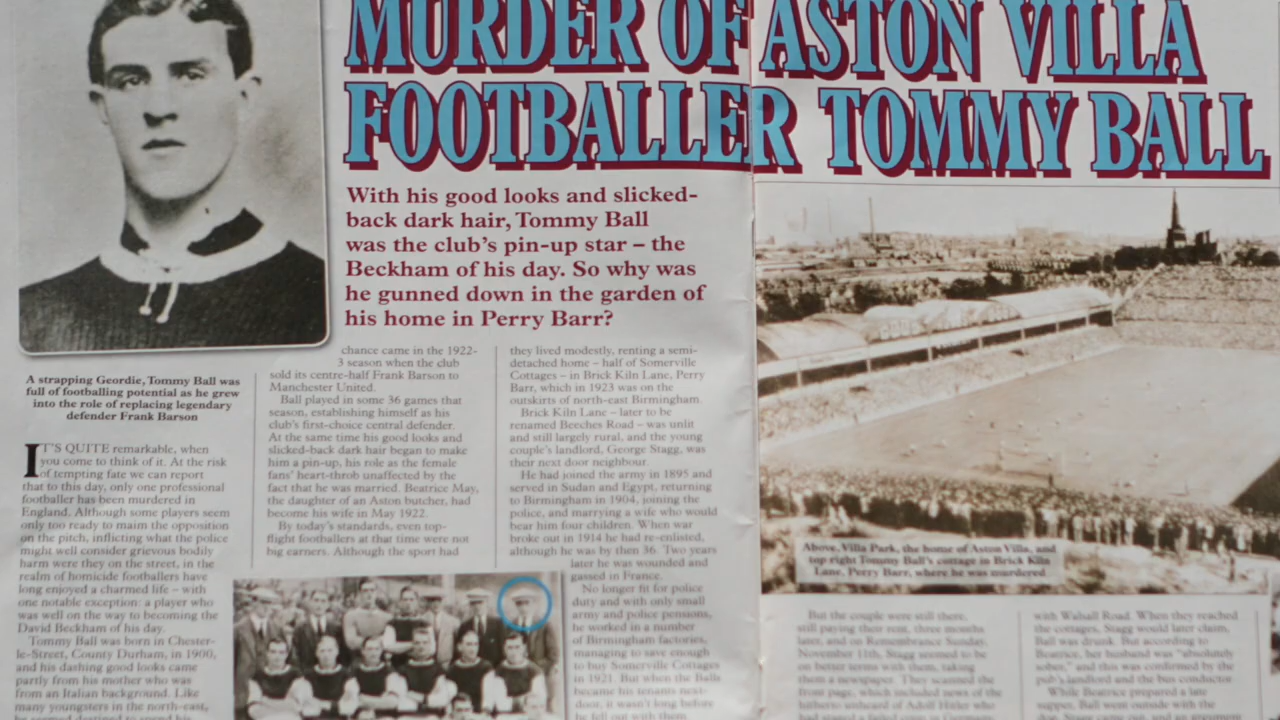 MURDER OF ASTON VILLA
FOOTBALLER TOMMY BALL
With his good looks and slicked-
back dark hair, Tommy Ball
was the club's pin-up star – the
Beckham of his day. So why was
he gunned down in the garden of
his home in Perry Barr?
A strapping Geordie, Tommy Ball was
full of footballing potential as he grew
into the role of replacing legendary
defender Frank Barson
IT'S QUITE remarkable, when
you come to think of it. At the risk
of tempting fate we can report
that to this day, only one professional
footballer has been murdered in
England. Although some players seem
only too ready to maim the opposition
on the pitch, inflicting what the police
might well consider grievous bodily
harm were they on the street, in the
realm of homicide footballers have
long enjoyed a charmed life – with
one notable exception: a player who
was well on the way to becoming the
David Beckham of his day.
Tommy Ball was born in Chester-
le-Street, County Durham, in 1900,
and his dashing good looks came
partly from his mother who was
from an Italian background. Like
many youngsters in the north-east,
chance came in the 1922-
3 season when the club
sold its centre-half Frank Barson to
Manchester United.
Ball played in some 36 games that
season, establishing himself as his
club's first-choice central defender.
At the same time his good looks and
slicked-back dark hair began to make
him a pin-up, his role as the female
fans' heart-throb unaffected by the
fact that he was married. Beatrice May,
the daughter of an Aston butcher, had
become his wife in May 1922.
By today's standards, even top-
flight footballers at that time were not
big earners. Although the sport had
they lived modestly, renting a semi-
detached home – half of Somerville
Cottages – in Brick Kiln Lane, Perry
Barr, which in 1923 was on the
outskirts of north-east Birmingham.
Brick Kiln Lane – later to be
renamed Beeches Road – was unlit
and still largely rural, and the young
couple's landlord, George Stagg, was
their next door neighbour.
He had joined the army in 1895 and
served in Sudan and Egypt, returning
to Birmingham in 1904, joining the
police, and marrying a wife who would
bear him four children. When war
broke out in 1914 he had re-enlisted,
although he was by then 36. Two years
later he was wounded and
gassed in France.
No longer fit for police
duty and with only small
army and police pensions,
he worked in a number
of Birmingham factories,
managing to save enough
to buy Somerville Cottages
in 1921. But when the Balls
became his tenants next-
door, it wasn't long before
he fell out with them.
Above, Villa Park, the home of Aston Villa, and
top right Tommy Ball's cottage in Brick Kiln
Lane, Perry Barr, where he was murdered
But the couple were still there,
still paying their rent, three months
later, and on Remembrance Sunday,
November 11th, Stagg seemed to be
on better terms with them, taking
them a newspaper. They scanned the
front page, which included news of the
hitherto unheard of Adolf Hitler who
with Walsall Road. When they reached
the cottages, Stagg would later claim,
Ball was drunk. But according to
Beatrice, her husband was "absolutely
sober," and this was confirmed by the
pub's landlord and the bus conductor.
While Beatrice prepared a late
supper, Ball went outside with the